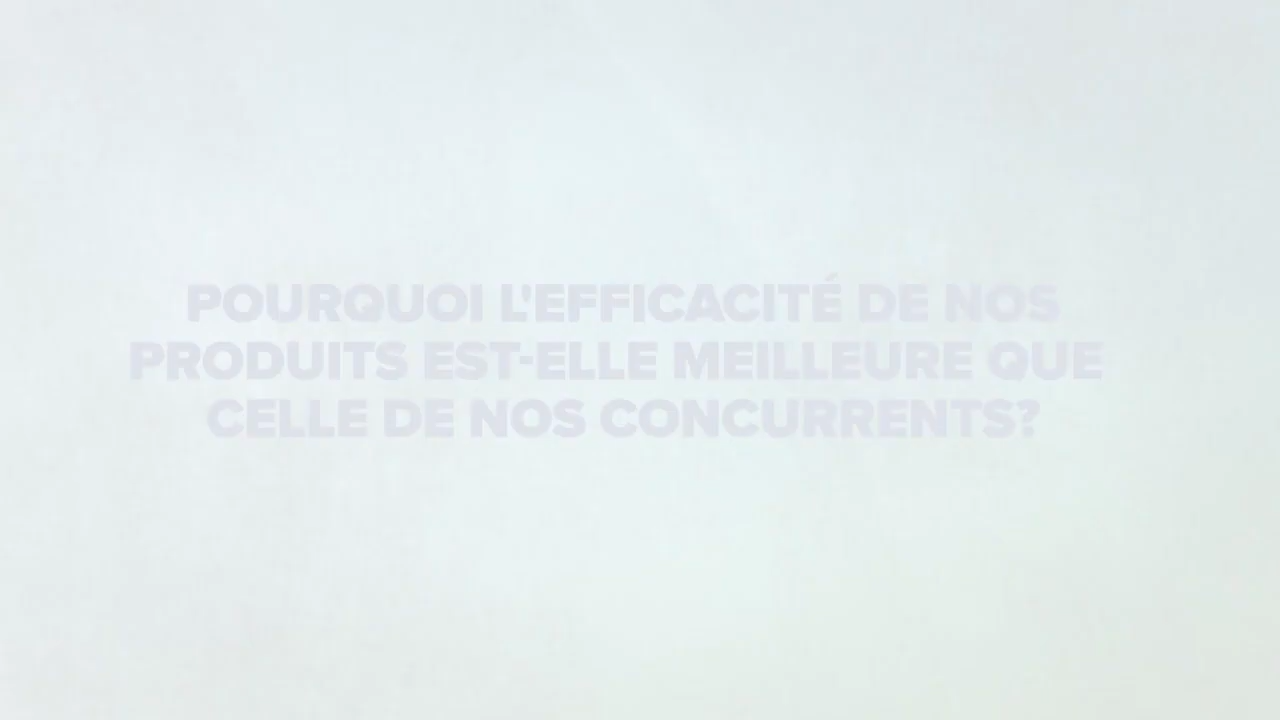 POURQUOI L'EFFICACITÉ DE NOS
PRODUITS EST-ELLE MEILLEURE QUE
CELLE DE NOS CONCURRENTS?